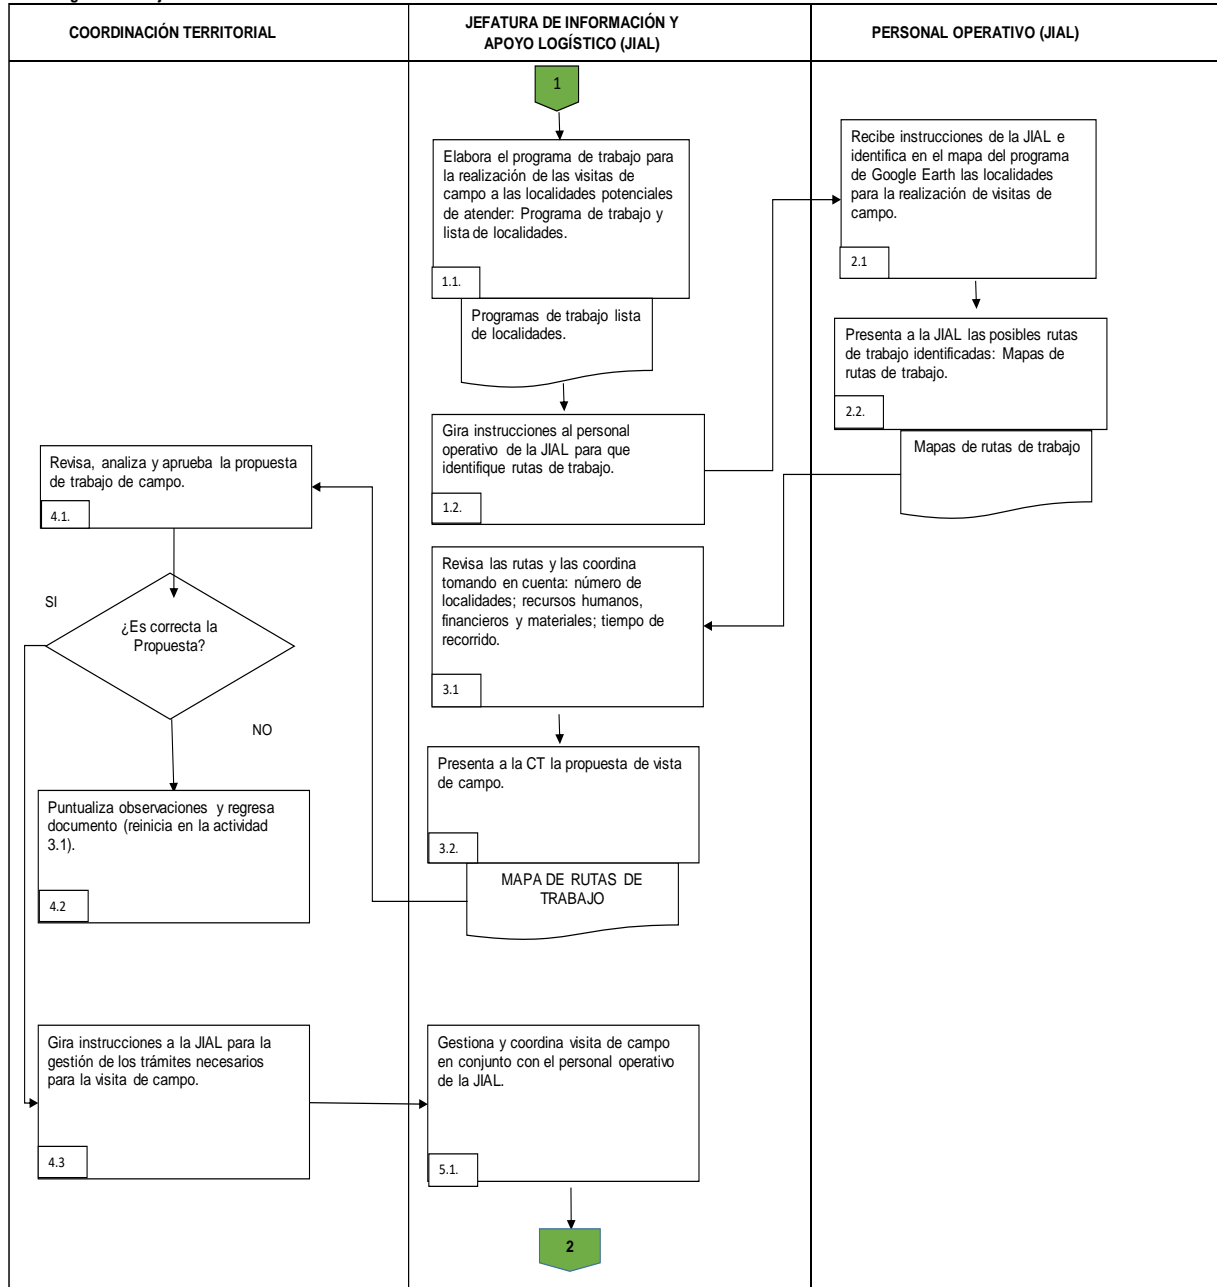 COORDINACIÓN TERRITORIAL
JEFATURA DE INFORMACIÓN Y
APOYO LOGÍSTICO (JIAL)
PERSONAL OPERATIVO (JIAL)
1
Elabora el programa de trabajo para
la realización de las visitas de
campo a las localidades potenciales
de atender: Programa de trabajo y
lista de localidades.
1.1.
Programas de trabajo lista
de localidades.
Gira instrucciones al personal
operativo de la JIAL para que
identifique rutas de trabajo.
1.2.
Recibe instrucciones de la JIAL e
identifica en el mapa del programa
de Google Earth las localidades
para la realización de visitas de
campo.
2.1
Presenta a la JIAL las posibles rutas
de trabajo identificadas: Mapas de
rutas de trabajo.
2.2.
Mapas de rutas de trabajo
Revisa las rutas y las coordina
tomando en cuenta: número de
localidades; recursos humanos,
financieros y materiales; tiempo de
recorrido.
3.1
Presenta a la CT la propuesta de vista
de campo.
3.2.
MAPA DE RUTAS DE
TRABAJO
Revisa, analiza y aprueba la propuesta
de trabajo de campo.
4.1.
SI
¿Es correcta la
Propuesta?
NO
Puntualiza observaciones y regresa
documento (reinicia en la actividad
3.1).
4.2
Gira instrucciones a la JIAL para la
gestión de los trámites necesarios
para la visita de campo.
4.3
Gestiona y coordina visita de campo
en conjunto con el personal operativo
de la JIAL.
5.1.
2